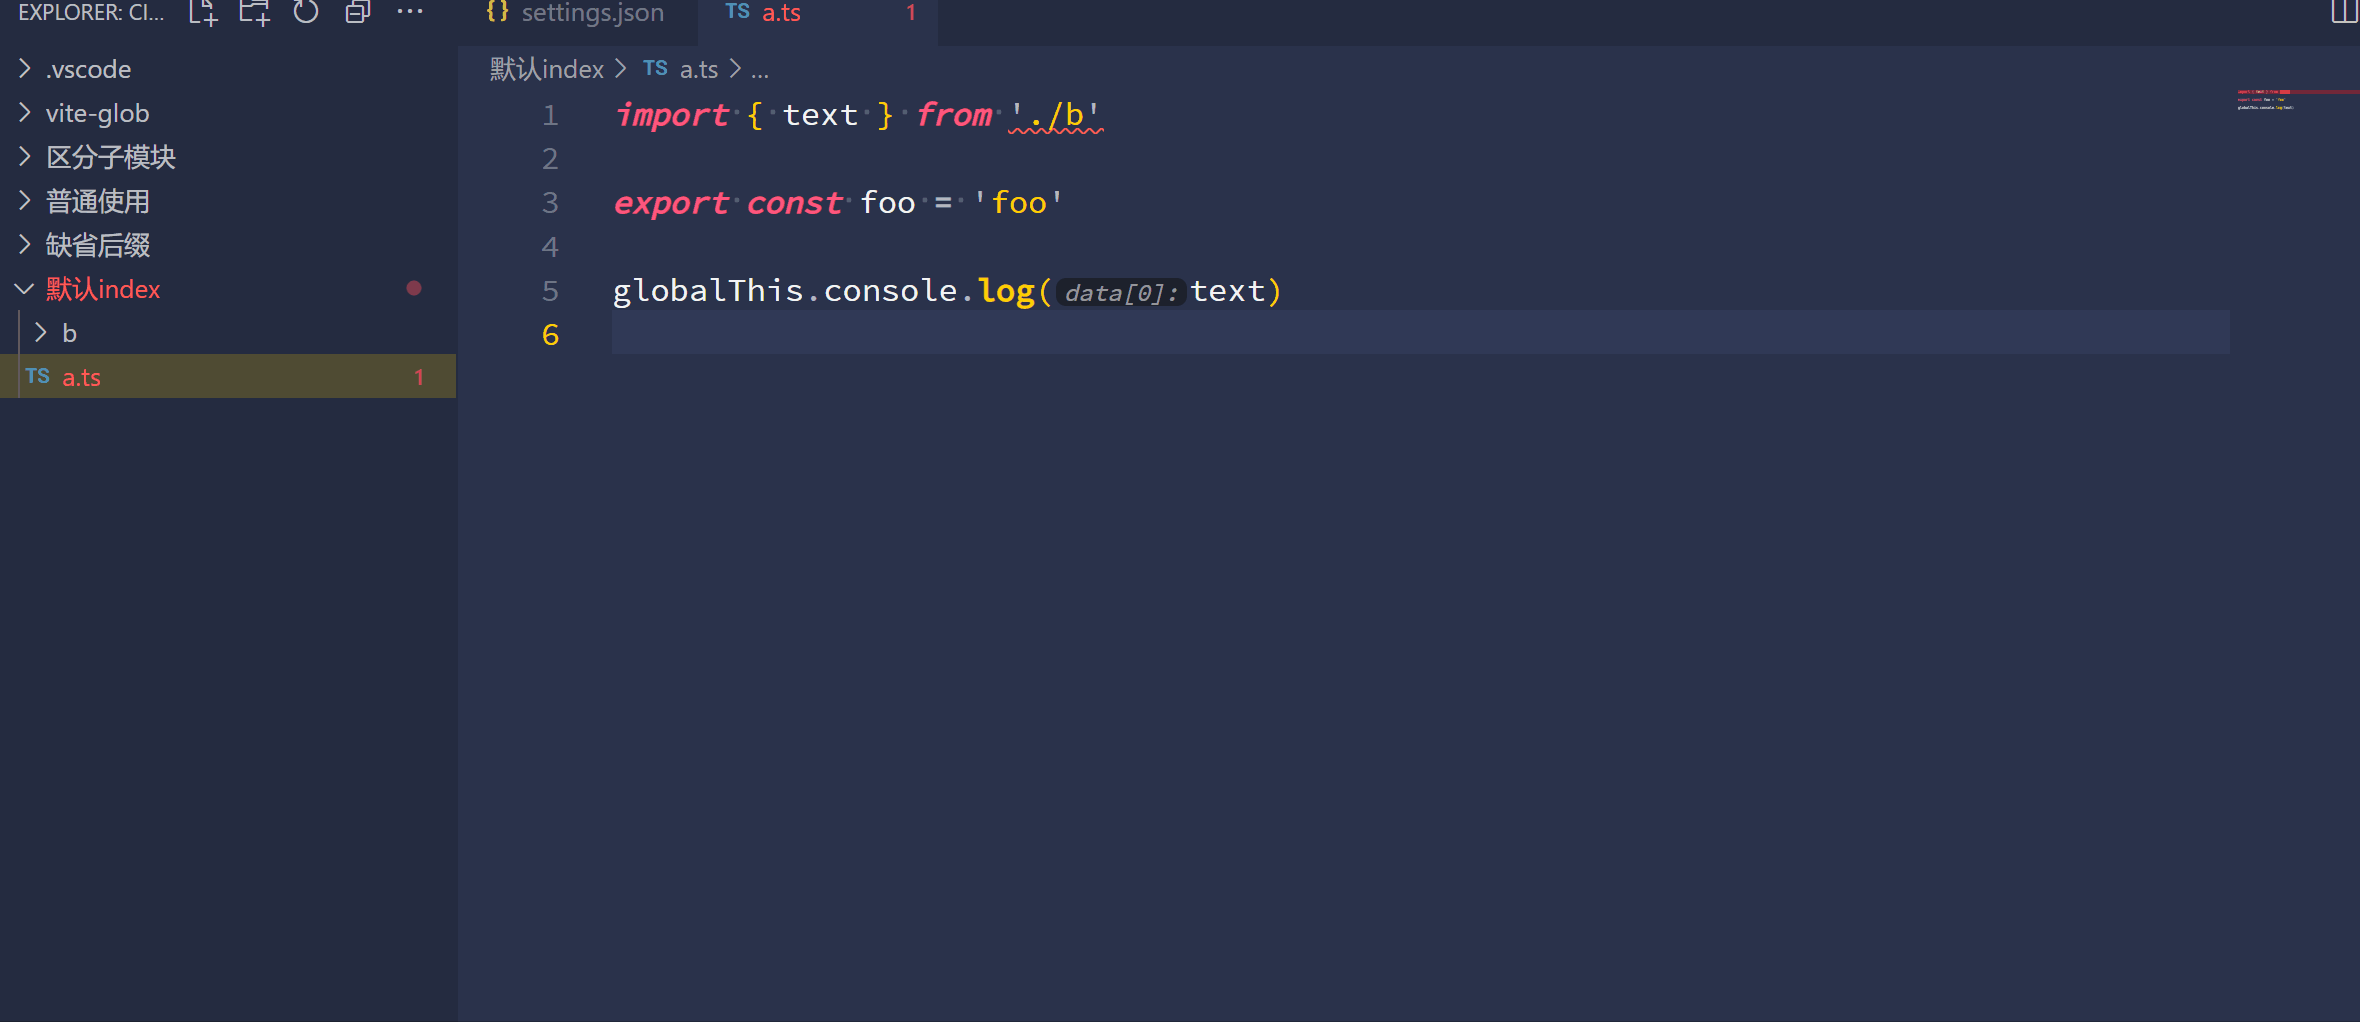 EXPLORER: CI...
{} settings.json
TS a.ts 1
.vscode
vite-glob
区分子模块
普通使用
缺省后缀
默认index
b
TS a.ts 1
默认index > TS a.ts > ...
1 import { text } from './b'
2
3 export const foo = 'foo'
4
5 globalThis.console.log(data[0]:text)
6